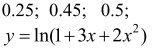 0.25; 0.45; 0.5;
y = ln(1+3x+2x²)